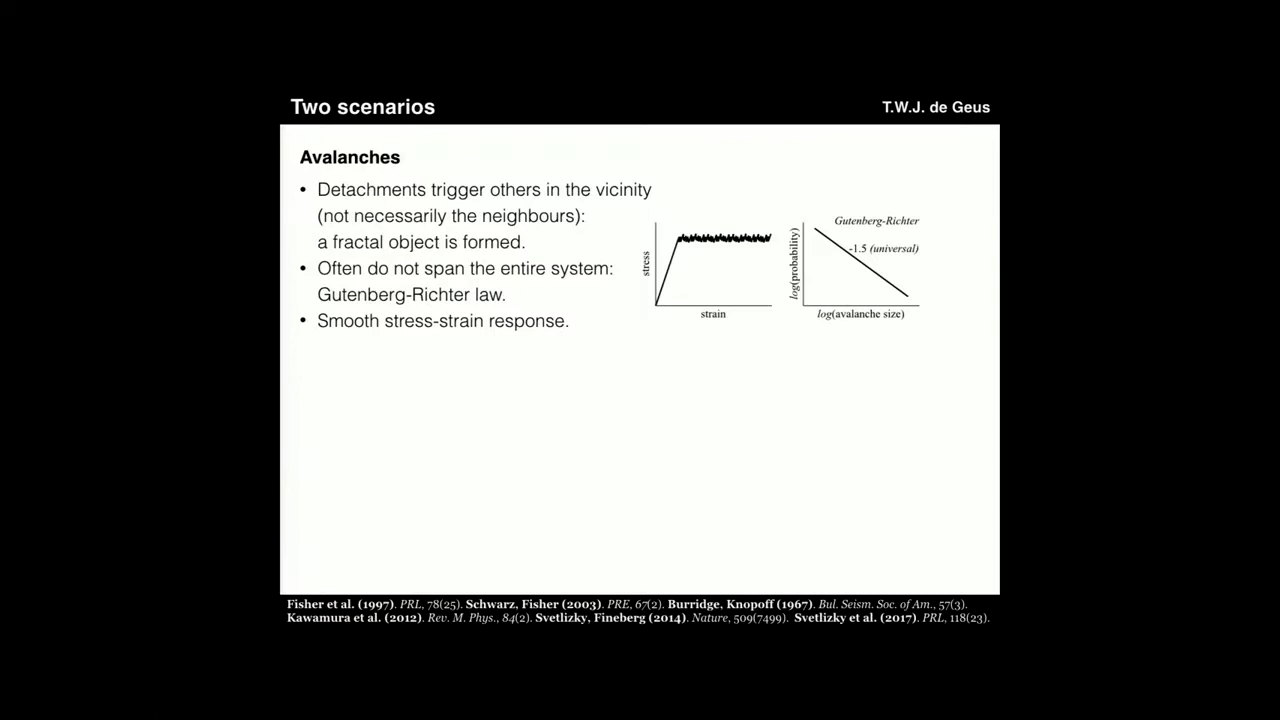 Two scenarios
T.W.J. de Geus
Avalanches
• Detachments trigger others in the vicinity
(not necessarily the neighbours):
a fractal object is formed.
• Often do not span the entire system:
Gutenberg-Richter law.
• Smooth stress-strain response.
stress
strain
Gutenberg-Richter
-1.5 (universal)
log(probability)
log(avalanche size)
Fisher et al. (1997). PRL, 78(25). Schwarz, Fisher (2003). PRE, 67(2). Burridge, Knopoff (1967). Bul. Seism. Soc. of Am., 57(3).
Kawamura et al. (2012). Rev. M. Phys., 84(2). Svetlizky, Fineberg (2014). Nature, 509(7499). Svetlizky et al. (2017). PRL, 118(23).